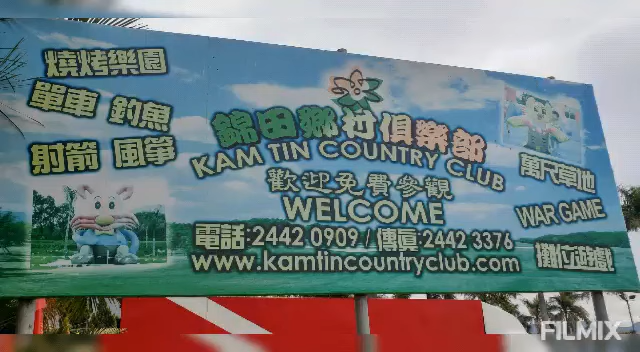 燒烤樂園
單車 釣魚
射箭 風箏
錦田鄉村俱樂部
KAM TIN COUNTRY CLUB
歡迎免費參觀
WELCOME
電話:2442 0909 / 傳真:2442 3376
www.kamtincountryclub.com
萬尺草地
WAR GAME
攤位遊戲!
FILMIX